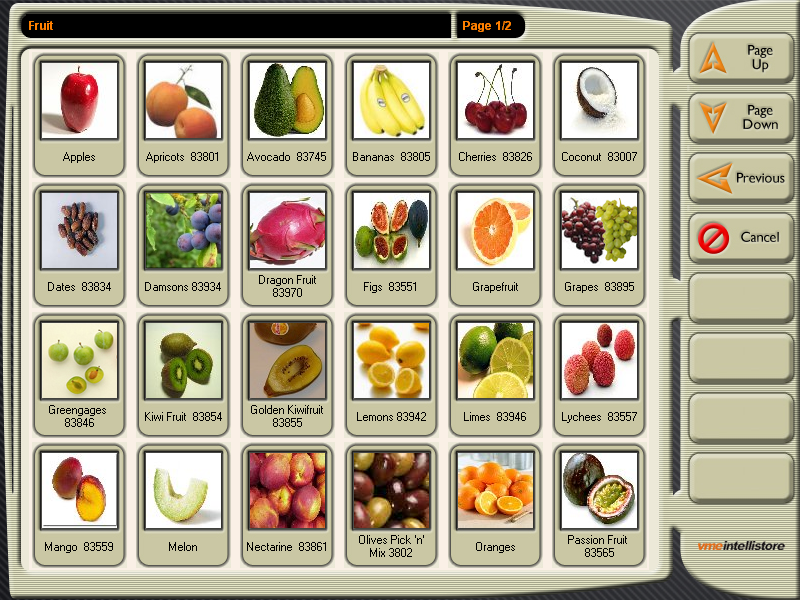 Fruit
Page 1/2
Page
Up
Page
Down
Previous
Cancel
Apples
Apricots 83801
Avocado 83745
Bananas 83805
Cherries 83826
Coconut 83007
Dates 83834
Damsons 83934
Dragon Fruit
83970
Figs 83551
Grapefruit
Grapes 83895
Greengages
83846
Kiwi Fruit 83854
Golden Kiwifruit
83855
Lemons 83942
Limes 83946
Lychees 83557
Mango 83559
Melon
Nectarine 83861
Olives Pick 'n'
Mix 3802
Oranges
Passion Fruit
83565
vmeintellistore